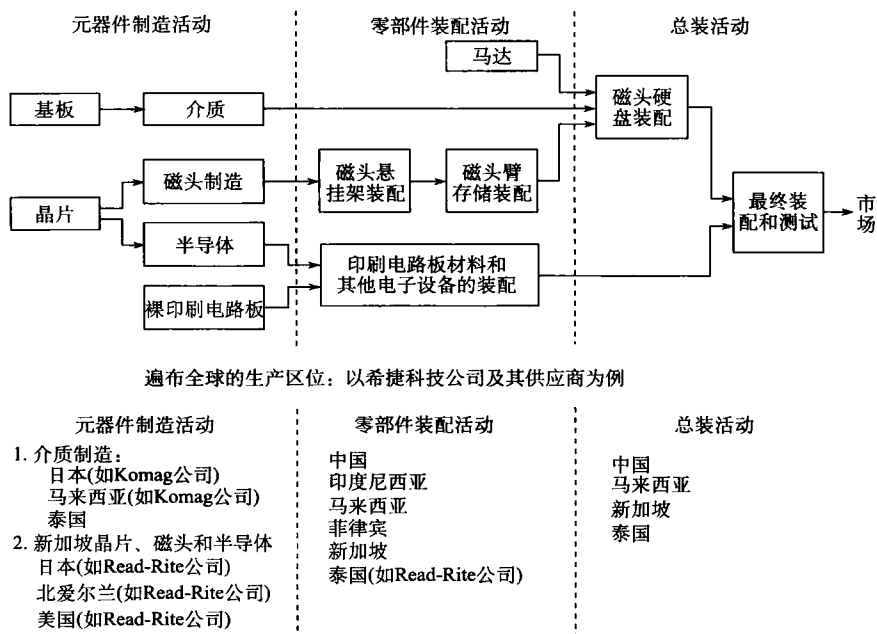 元器件制造活动
零部件装配活动
总装活动
马达
基板
介质
磁头硬
盘装配
磁头制造
磁头悬
挂架装配
磁头臂
存储装配
晶片
半导体
最终装
配和测试
市
场
印刷电路板材料和
其他电子设备的装配
裸印刷电路板
遍布全球的生产区位：以希捷科技公司及其供应商为例
元器件制造活动
1. 介质制造：
日本(如Komag公司)
马来西亚(如Komag公司)
泰国
2. 新加坡晶片、磁头和半导体
日本(如Read-Rite公司)
北爱尔兰(如Read-Rite公司)
美国(如Read-Rite公司)
零部件装配活动
中国
印度尼西亚
马来西亚
菲律宾
新加坡
泰国(如Read-Rite公司)
总装活动
中国
马来西亚
新加坡
泰国